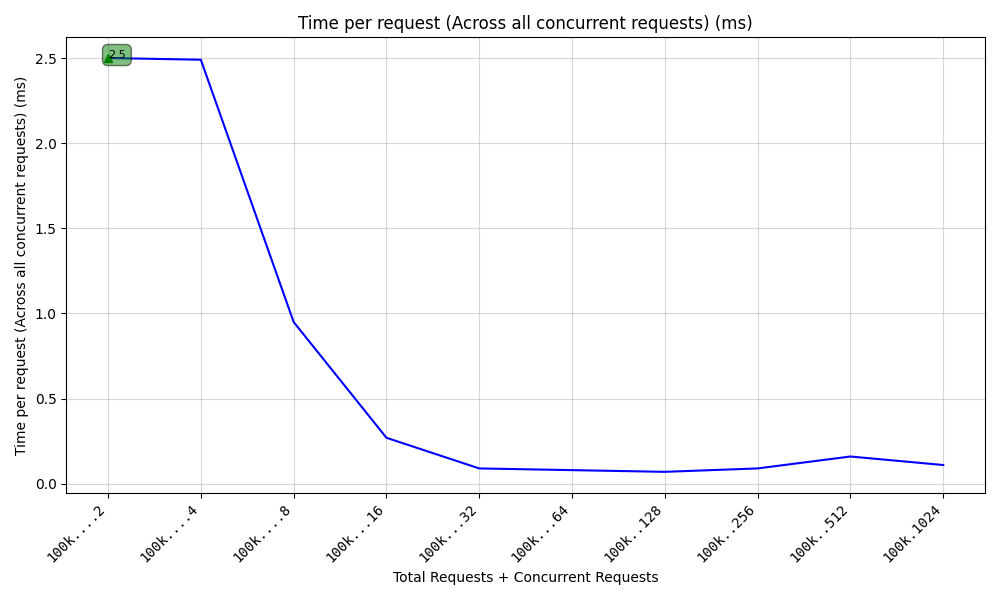 Time per request (Across all concurrent requests) (ms)
Time per request (Across all concurrent requests) (ms)
2.5
2.5
2.0
1.5
1.0
0.5
0.0
100k....2
100k....4
100k....8
100k...16
100k...32
100k...64
100k..128
100k..256
100k..512
100k.1024
Total Requests + Concurrent Requests